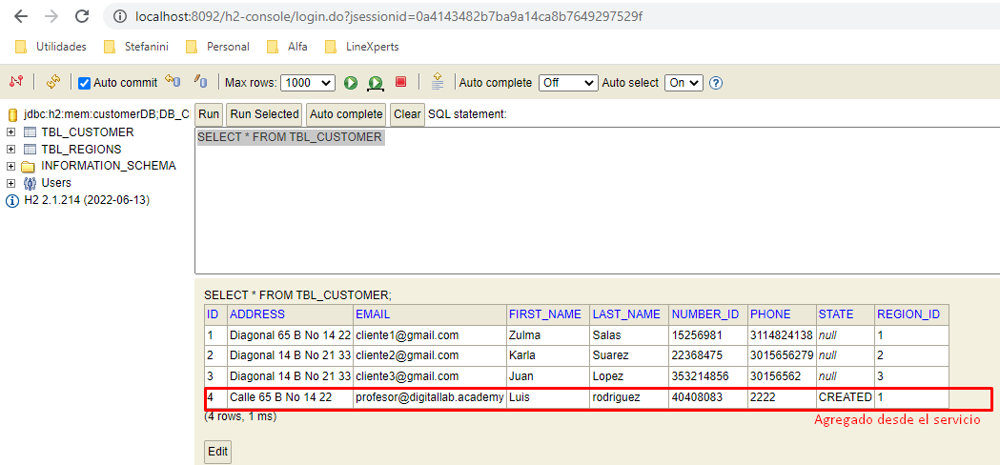 localhost:8092/h2-console/login.do?jsessionid=0a4143482b7ba9a14ca8b7649297529f
Utilidades Stefanini Personal Alfa LineXperts
Auto commit Max rows: 1000 Auto complete Off Auto select On
jdbc:h2:mem:customerDB;DB_C
TBL_CUSTOMER
TBL_REGIONS
INFORMATION_SCHEMA
Users
H2 2.1.214 (2022-06-13)
Run Run Selected Auto complete Clear SQL statement:
SELECT * FROM TBL_CUSTOMER
SELECT * FROM TBL_CUSTOMER;
ID ADDRESS EMAIL FIRST_NAME LAST_NAME NUMBER_ID PHONE STATE REGION_ID
1 Diagonal 65 B No 14 22 cliente1@gmail.com Zulma Salas 15256981 3114824138 null 1
2 Diagonal 14 B No 21 33 cliente2@gmail.com Karla Suarez 22368475 3015656279 null 2
3 Diagonal 14 B No 21 33 cliente3@gmail.com Juan Lopez 353214856 30156562 null 3
4 Calle 65 B No 14 22 profesor@digitallab.academy Luis rodriguez 40408083 2222 CREATED 1
(4 rows, 1 ms)
Agregado desde el servicio
Edit